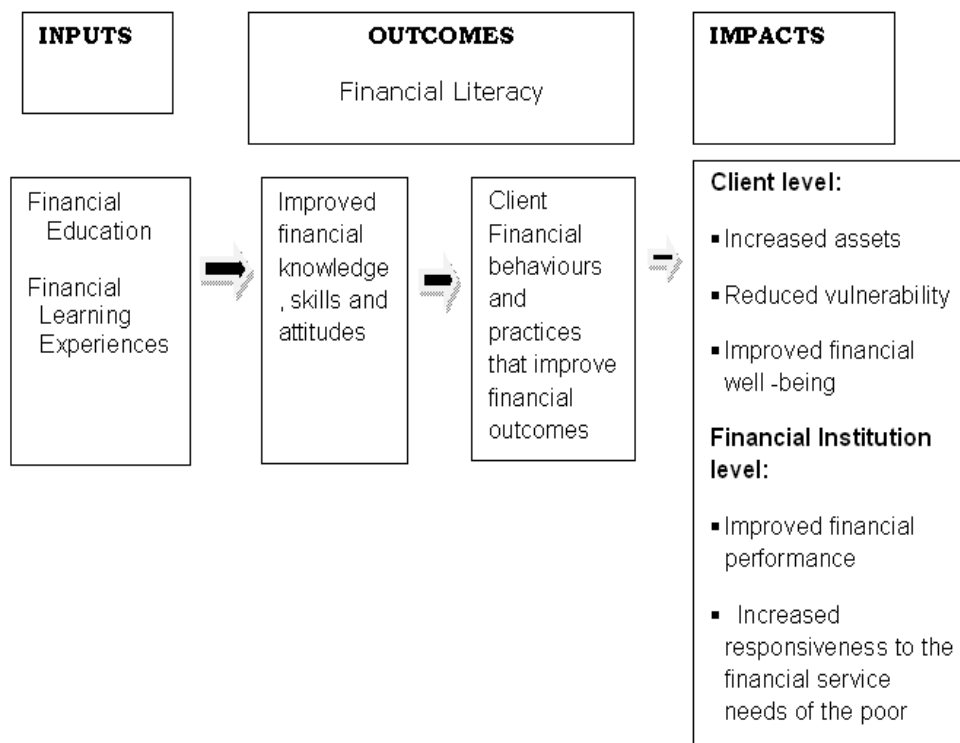 INPUTS
OUTCOMES
Financial Literacy
IMPACTS
Financial
Education
Financial
Learning
Experiences
Improved
financial
knowledge
, skills and
attitudes
Client
Financial
behaviours
and
practices
that improve
financial
outcomes
Client level:
▪ Increased assets
▪ Reduced vulnerability
▪ Improved financial
well -being
Financial Institution
level:
▪ Improved financial
performance
▪ Increased
responsiveness to the
financial service
needs of the poor